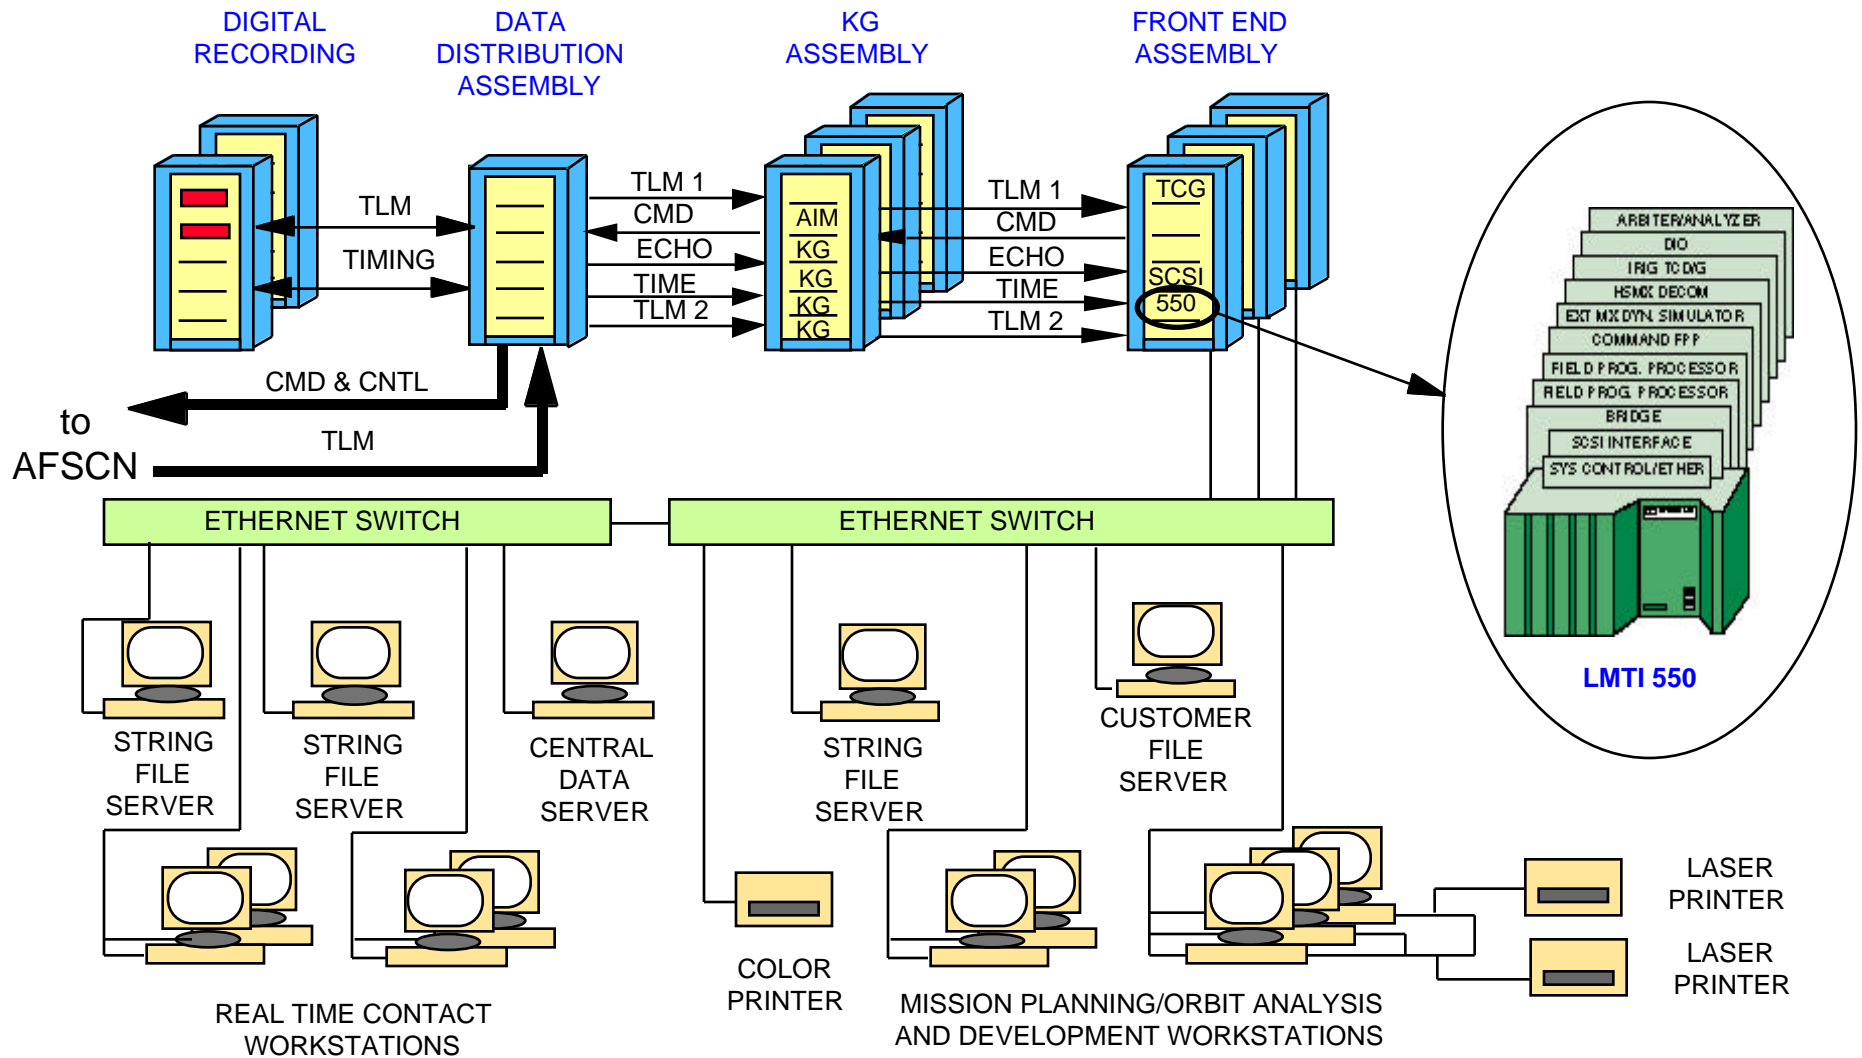 DIGITAL
RECORDING
DATA
DISTRIBUTION
ASSEMBLY
KG
ASSEMBLY
FRONT END
ASSEMBLY
TLM
TIMING
TLM 1
CMD
ECHO
TIME
TLM 2
AIM
KG
KG
KG
KG
TLM 1
CMD
ECHO
TIME
TLM 2
TCG
SCSI
550
ARBITER/ANALYZER
DIO
IRIG TCD/G
HSMX DECOM
EXT MX DYN. SIMULATOR
COMMAND FPP
FIELD PROG. PROCESSOR
FIELD PROG. PROCESSOR
BRIDGE
SCSI INTERFACE
SYS CONTROL/ETHER
LMTI 550
CMD & CNTL
to
AFSCN
TLM
ETHERNET SWITCH
ETHERNET SWITCH
STRING
FILE
SERVER
STRING
FILE
SERVER
CENTRAL
DATA
SERVER
STRING
FILE
SERVER
CUSTOMER
FILE
SERVER
COLOR
PRINTER
LASER
PRINTER
LASER
PRINTER
REAL TIME CONTACT
WORKSTATIONS
MISSION PLANNING/ORBIT ANALYSIS
AND DEVELOPMENT WORKSTATIONS